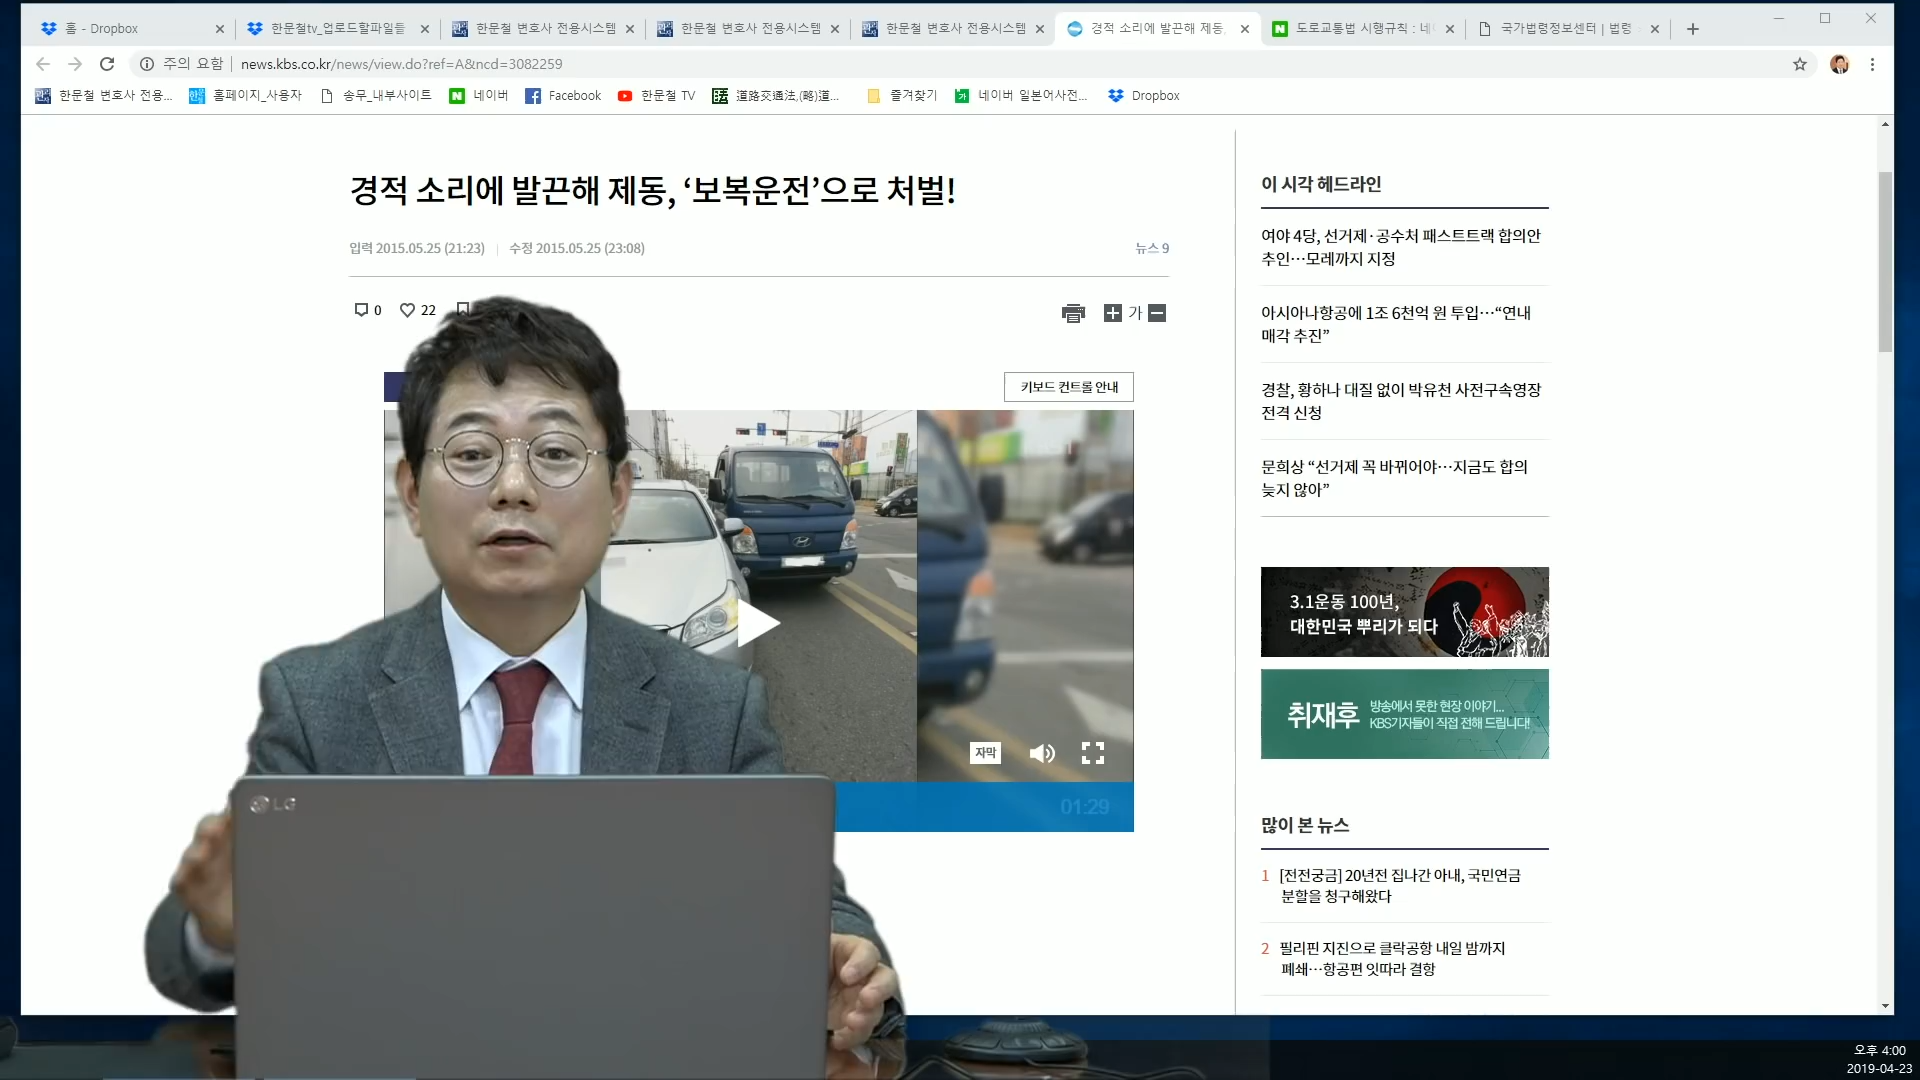 홈 - Dropbox
한문철tv_업로드할파일들
한문철 변호사 전용시스템
한문철 변호사 전용시스템
한문철 변호사 전용시스템
경적 소리에 발끈해 제동,
도로교통법 시행규칙 : 네
국가법령정보센터 | 법령
주의 요함
news.kbs.co.kr/news/view.do?ref=A&ncd=3082259
한문철 변호사 전용...
홈페이지_사용자
송무_내부사이트
네이버
Facebook
한문철 TV
道路交通法,(略)道...
즐겨찾기
네이버 일본어사전...
Dropbox
경적 소리에 발끈해 제동, ‘보복운전’으로 처벌!
입력 2015.05.25 (21:23)
수정 2015.05.25 (23:08)
뉴스 9
0
22
가
키보드 컨트롤 안내
자막
01:29
LG
이 시각 헤드라인
여야 4당, 선거제·공수처 패스트트랙 합의안
추인…모레까지 지정
아시아나항공에 1조 6천억 원 투입…“연내
매각 추진”
경찰, 황하나 대질 없이 박유천 사전구속영장
전격 신청
문희상 “선거제 꼭 바뀌어야…지금도 합의
늦지 않아”
3.1운동 100년,
대한민국 뿌리가 되다
취재후
방송에서 못한 현장 이야기...
KBS기자들이 직접 전해 드립니다!
많이 본 뉴스
1 [전전궁금] 20년전 집나간 아내, 국민연금
분할을 청구해왔다
2 필리핀 지진으로 클락공항 내일 밤까지
폐쇄…항공편 잇따라 결항
오후 4:00
2019-04-23